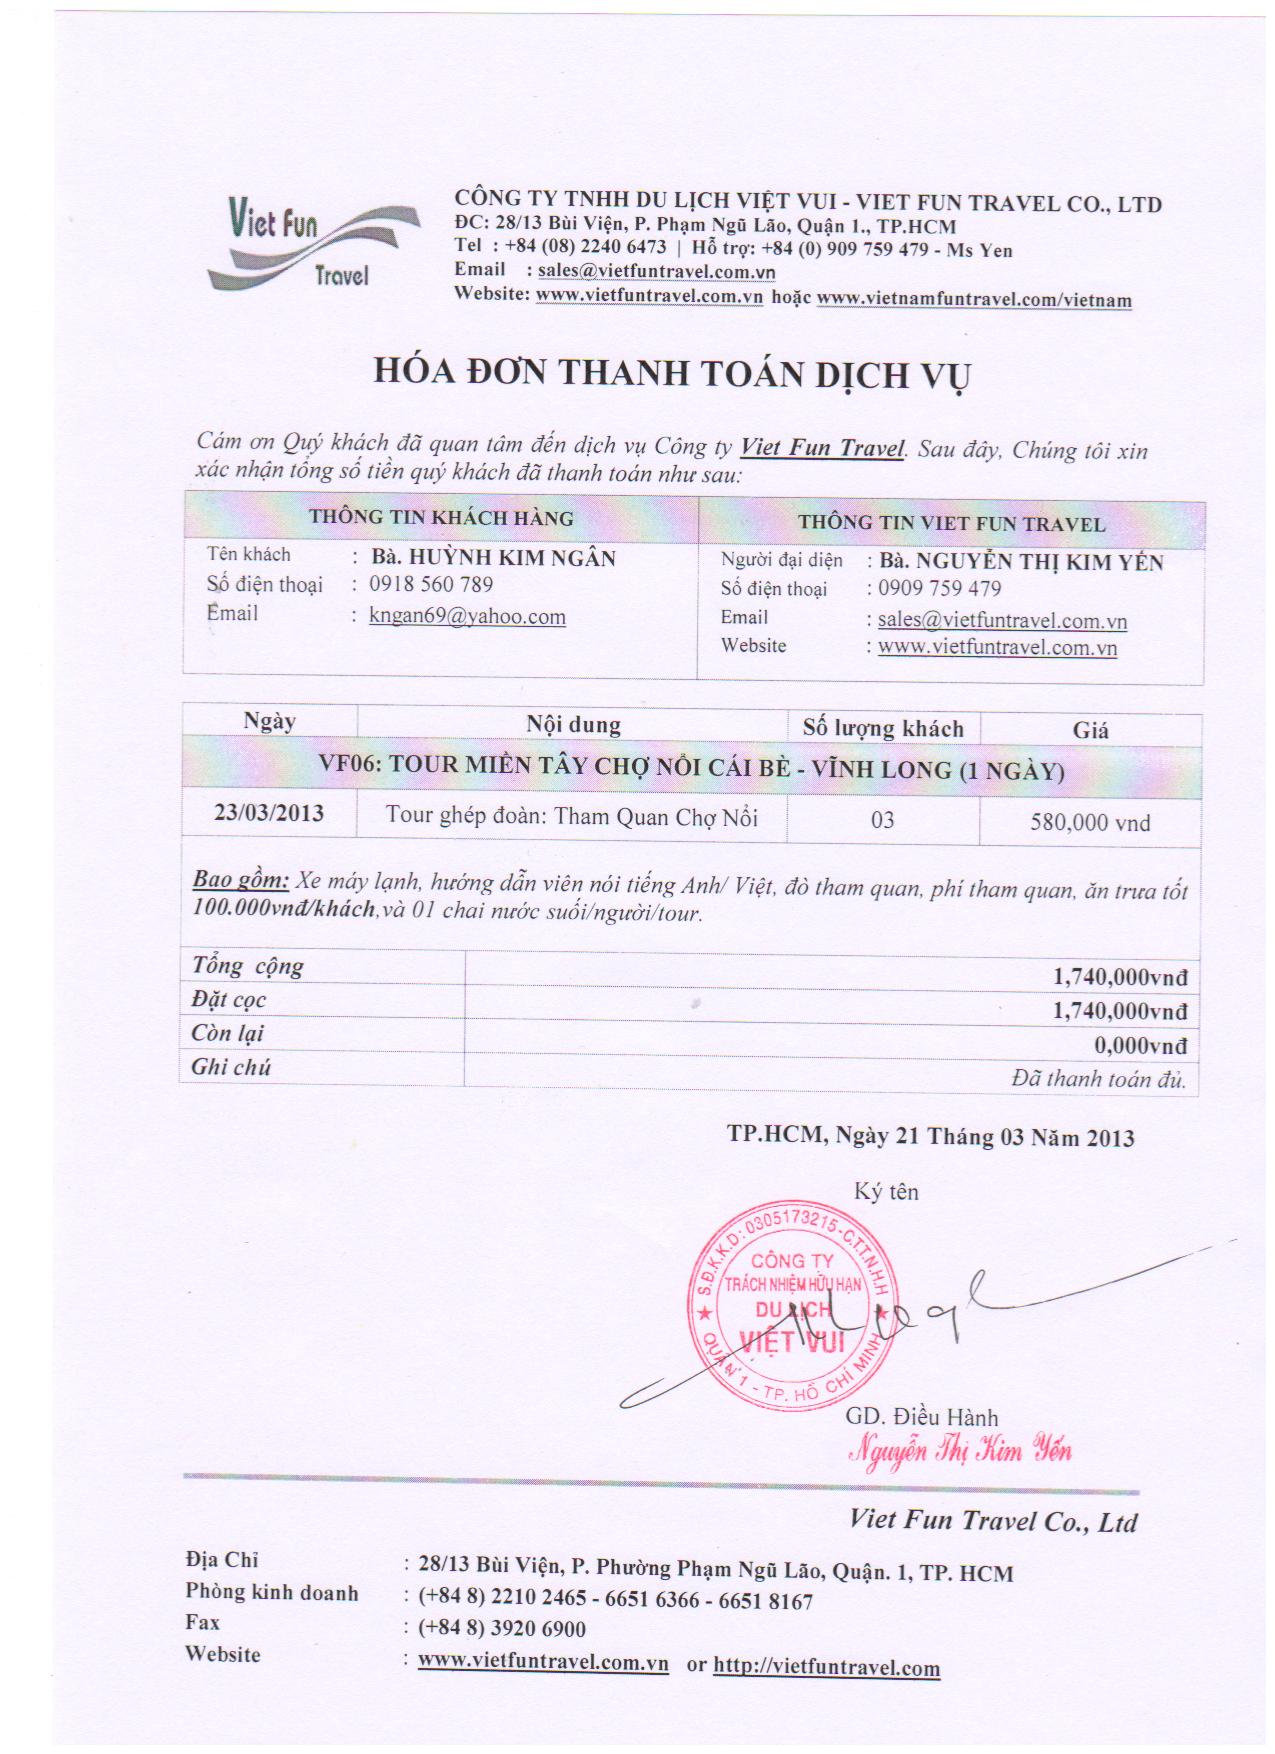 Viet Fun
Travel
CÔNG TY TNHH DU LỊCH VIỆT VUI - VIET FUN TRAVEL CO., LTD
ĐC: 28/13 Bùi Viện, P. Phạm Ngũ Lão, Quận 1., TP.HCM
Tel : +84 (08) 2240 6473 | Hỗ trợ: +84 (0) 909 759 479 - Ms Yen
Email : sales@vietfuntravel.com.vn
Website: www.vietfuntravel.com.vn hoặc www.vietnamfuntravel.com/vietnam
HÓA ĐƠN THANH TOÁN DỊCH VỤ
Cám ơn Quý khách đã quan tâm đến dịch vụ Công ty Viet Fun Travel. Sau đây, Chúng tôi xin
xác nhận tổng số tiền quý khách đã thanh toán như sau:
THÔNG TIN KHÁCH HÀNG
Tên khách : Bà. HUỲNH KIM NGÂN
Số điện thoại : 0918 560 789
Email : kngan69@yahoo.com
THÔNG TIN VIET FUN TRAVEL
Người đại diện : Bà. NGUYỄN THỊ KIM YẾN
Số điện thoại : 0909 759 479
Email : sales@vietfuntravel.com.vn
Website : www.vietfuntravel.com.vn
Ngày Nội dung Số lượng khách Giá
VF06: TOUR MIỀN TÂY CHỢ NỔI CÁI BÈ - VĨNH LONG (1 NGÀY)
23/03/2013 Tour ghép đoàn: Tham Quan Chợ Nổi 03 580,000 vnd
Bao gồm: Xe máy lạnh, hướng dẫn viên nói tiếng Anh/ Việt, đò tham quan, phí tham quan, ăn trưa tốt
100.000vnđ/khách,và 01 chai nước suối/người/tour.
Tổng cộng 1,740,000vnđ
Đặt cọc 1,740,000vnđ
Còn lại 0,000vnđ
Ghi chú Đã thanh toán đủ.
TP.HCM, Ngày 21 Tháng 03 Năm 2013
Ký tên
S.Đ.K.K.D: 0305173215-C.T.T.N.H.H
CÔNG TY
TRÁCH NHIỆM HỮU HẠN
DU LỊCH
VIỆT VUI
QUẬN 1 - TP. HỒ CHÍ MINH
GD. Điều Hành
Nguyễn Thị Kim Yến
Viet Fun Travel Co., Ltd
Địa Chỉ : 28/13 Bùi Viện, P. Phường Phạm Ngũ Lão, Quận. 1, TP. HCM
Phòng kinh doanh : (+84 8) 2210 2465 - 6651 6366 - 6651 8167
Fax : (+84 8) 3920 6900
Website : www.vietfuntravel.com.vn or http://vietfuntravel.com